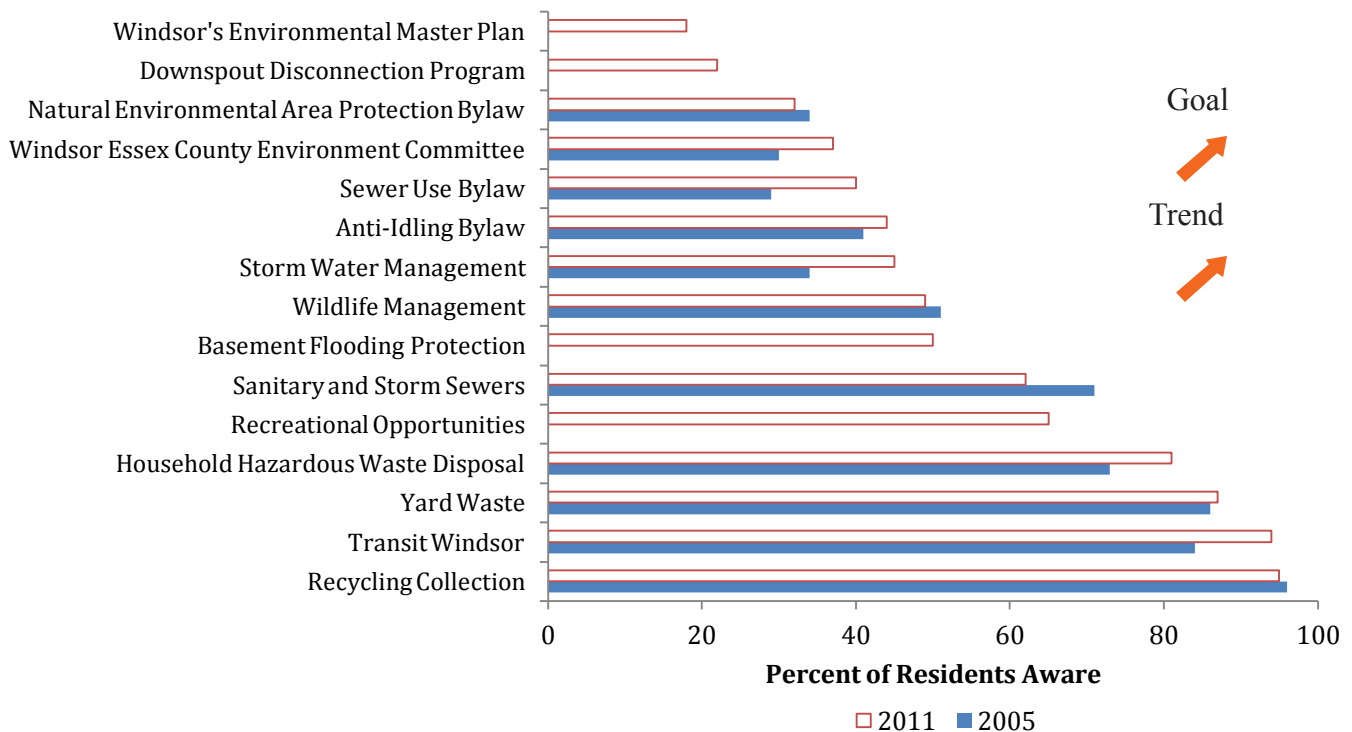 Windsor's Environmental Master Plan
Downspout Disconnection Program
Natural Environmental Area Protection Bylaw
Windsor Essex County Environment Committee
Sewer Use Bylaw
Anti-Idling Bylaw
Storm Water Management
Wildlife Management
Basement Flooding Protection
Sanitary and Storm Sewers
Recreational Opportunities
Household Hazardous Waste Disposal
Yard Waste
Transit Windsor
Recycling Collection
Goal
Trend
0 20 40 60 80 100
Percent of Residents Aware
2011 2005